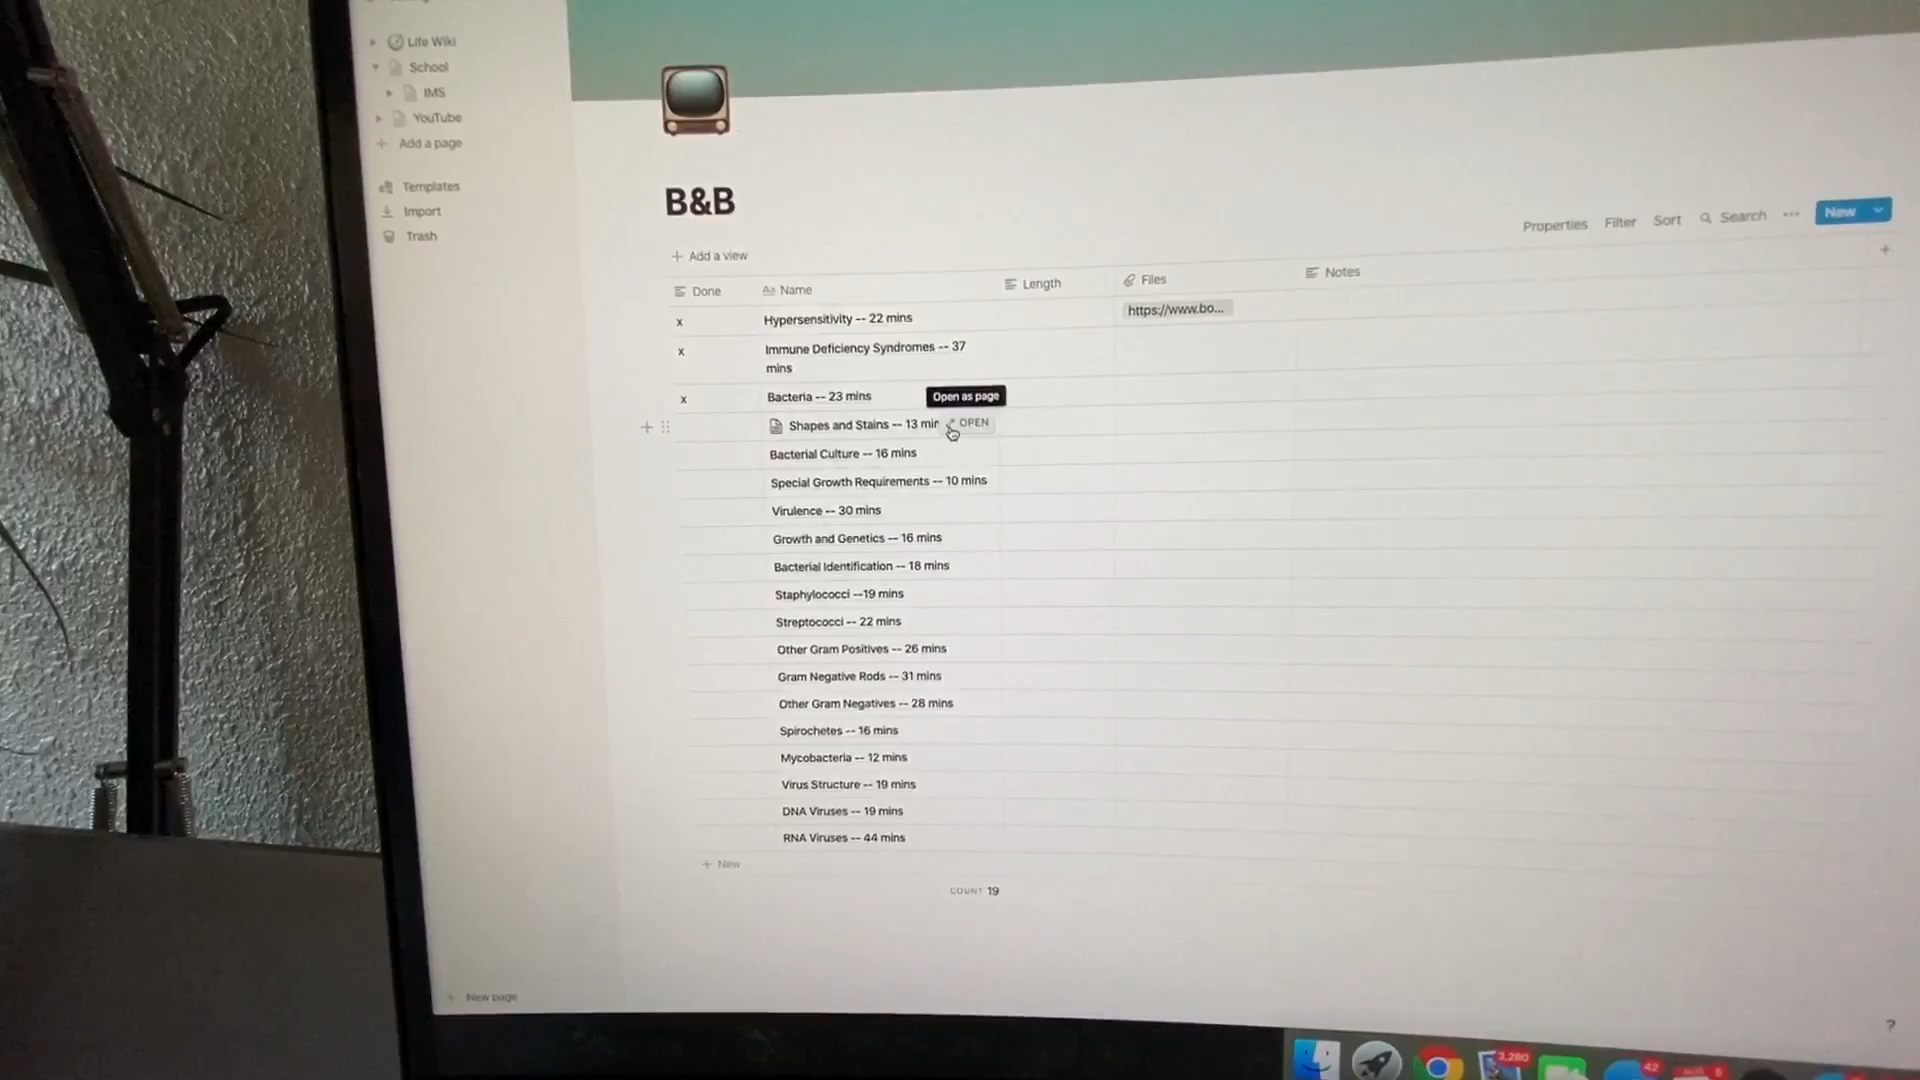 Life Wiki
School
IMS
YouTube
+ Add a page
Templates
Import
Trash
B&B
+ Add a view
Properties Filter Sort Search ••• New
Done Aa Name Length Files Notes
+
x Hypersensitivity -- 22 mins https://www.bo...
x Immune Deficiency Syndromes -- 37
mins
x Bacteria -- 23 mins
Open as page
+ Shapes and Stains -- 13 min OPEN
Bacterial Culture -- 16 mins
Special Growth Requirements -- 10 mins
Virulence -- 30 mins
Growth and Genetics -- 16 mins
Bacterial Identification -- 18 mins
Staphylococci --19 mins
Streptococci -- 22 mins
Other Gram Positives -- 26 mins
Gram Negative Rods -- 31 mins
Other Gram Negatives -- 28 mins
Spirochetes -- 16 mins
Mycobacteria -- 12 mins
Virus Structure -- 19 mins
DNA Viruses -- 19 mins
RNA Viruses -- 44 mins
+ New
COUNT 19
+ New page
?
3,280
42